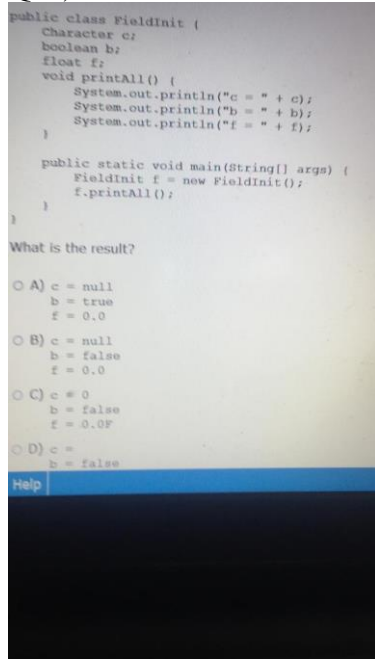 public class FieldInit {
Character c;
boolean b;
float f;
void printAll() {
System.out.println("c = " + c);
System.out.println("b = " + b);
System.out.println("f = " + f);
}
public static void main(String[] args) {
FieldInit f = new FieldInit();
f.printAll();
}
}
What is the result?
A) c = null
b = true
f = 0.0
B) c = null
b = false
f = 0.0
C) c = 0
b = false
f = 0.0F
D) c =
b = false
Help